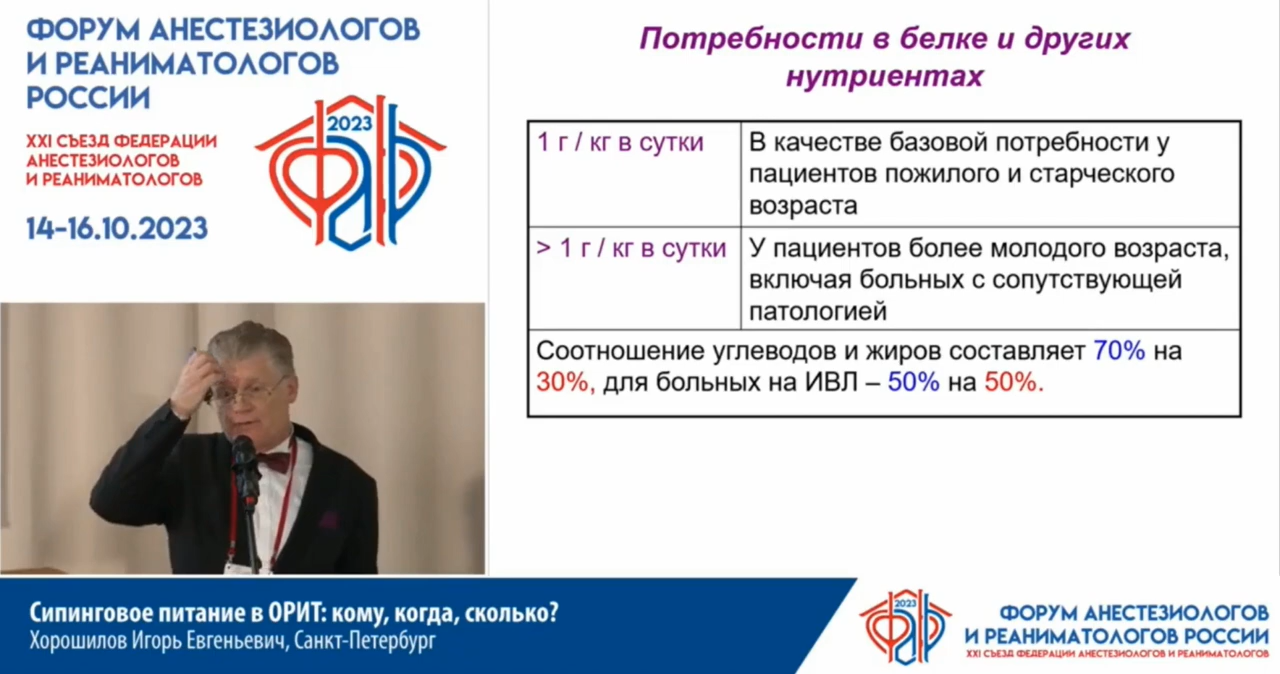 ФОРУМ АНЕСТЕЗИОЛОГОВ
И РЕАНИМАТОЛОГОВ
РОССИИ
XXI СЪЕЗД ФЕДЕРАЦИИ
АНЕСТЕЗИОЛОГОВ
И РЕАНИМАТОЛОГОВ
14-16.10.2023
2023
ФАР
Потребности в белке и других
нутриентах
1 г / кг в сутки
В качестве базовой потребности у
пациентов пожилого и старческого
возраста
> 1 г / кг в сутки
У пациентов более молодого возраста,
включая больных с сопутствующей
патологией
Соотношение углеводов и жиров составляет 70% на
30%, для больных на ИВЛ – 50% на 50%.
Сипинговое питание в ОРИТ: кому, когда, сколько?
Хорошилов Игорь Евгеньевич, Санкт-Петербург
2023
ФАР
ФОРУМ АНЕСТЕЗИОЛОГОВ
И РЕАНИМАТОЛОГОВ РОССИИ
XXI СЪЕЗД ФЕДЕРАЦИИ АНЕСТЕЗИОЛОГОВ И РЕАНИМАТОЛОГОВ